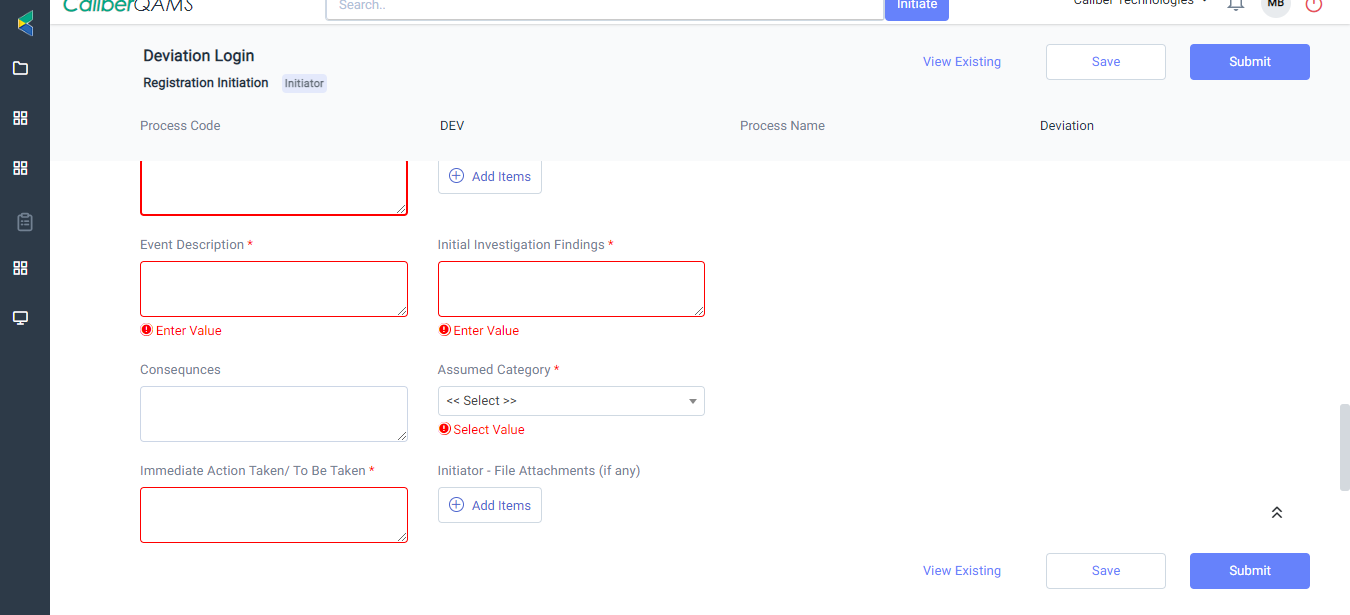 CaliberQAMS
Search..
Initiate
Caliber Technologies
MB
Deviation Login
Registration Initiation Initiator
View Existing Save Submit
Process Code DEV Process Name Deviation
Add Items
Event Description * Initial Investigation Findings *
Enter Value Enter Value
Consequnces Assumed Category *
<< Select >>
Select Value
Immediate Action Taken/ To Be Taken * Initiator - File Attachments (if any)
Add Items
View Existing Save Submit